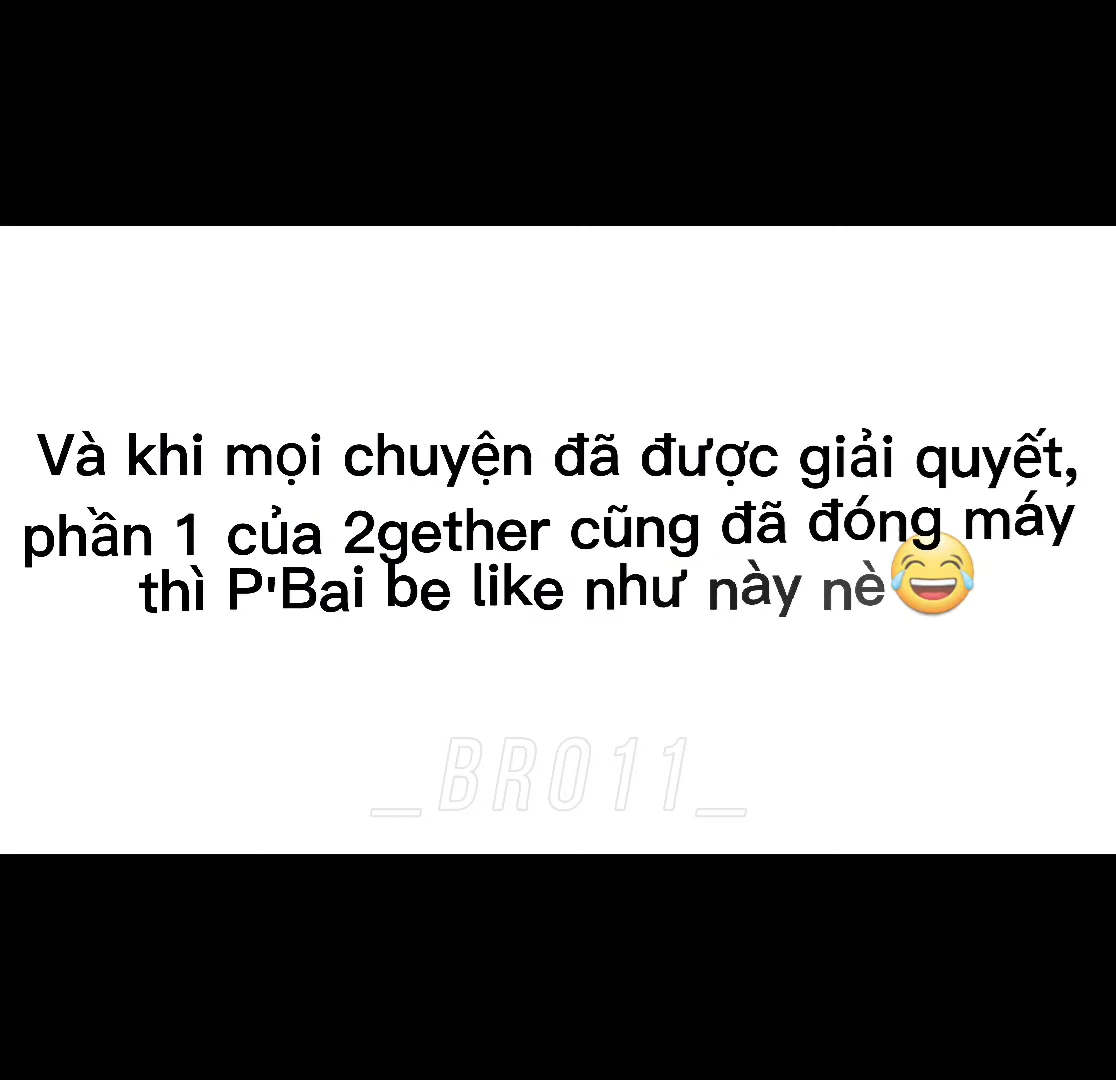 Và khi mọi chuyện đã được giải quyết,
phần 1 của 2gether cũng đã đóng máy
thì P'Bai be like như này nè😂
_BR011_